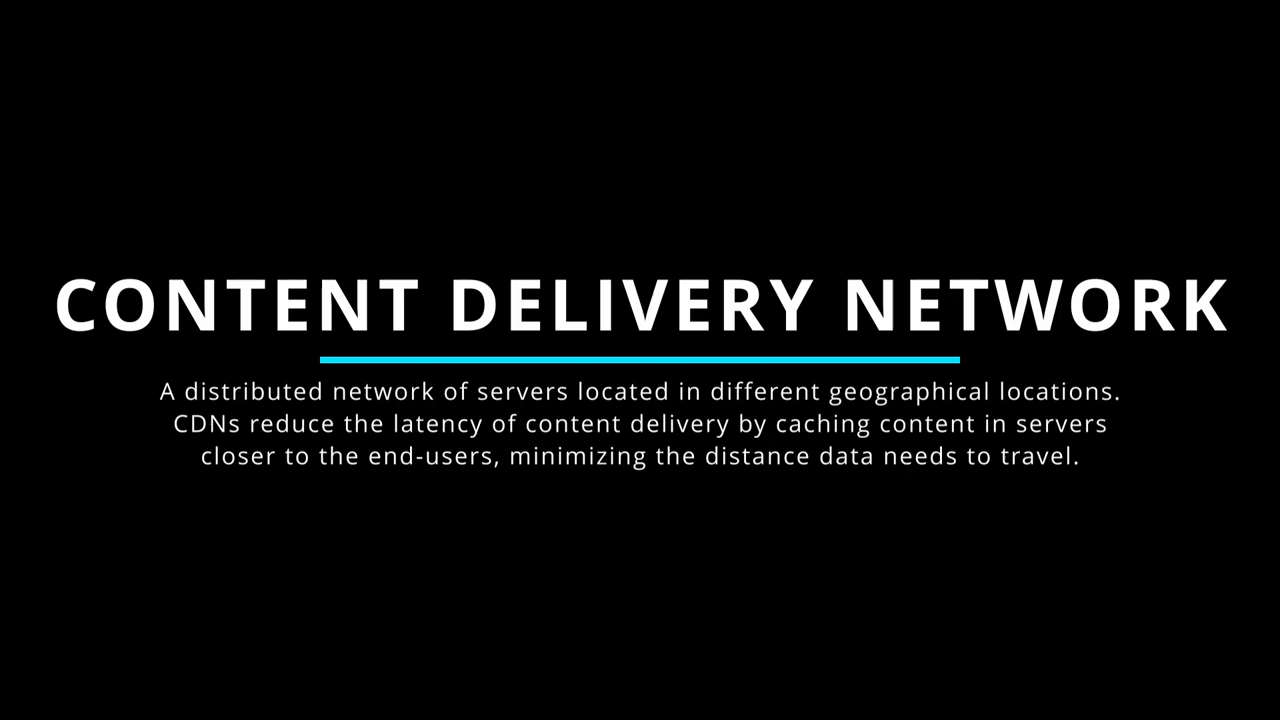 CONTENT DELIVERY NETWORK
A distributed network of servers located in different geographical locations.
CDNs reduce the latency of content delivery by caching content in servers
closer to the end-users, minimizing the distance data needs to travel.